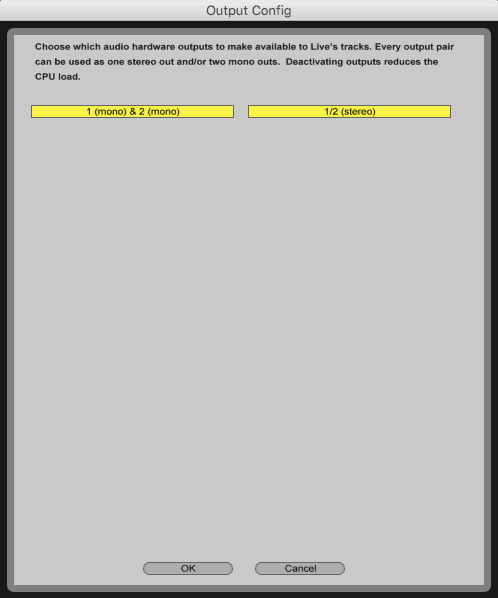 Output Config
Choose which audio hardware outputs to make available to Live's tracks. Every output pair
can be used as one stereo out and/or two mono outs.  Deactivating outputs reduces the
CPU load.
1 (mono) & 2 (mono)
1/2 (stereo)
OK
Cancel